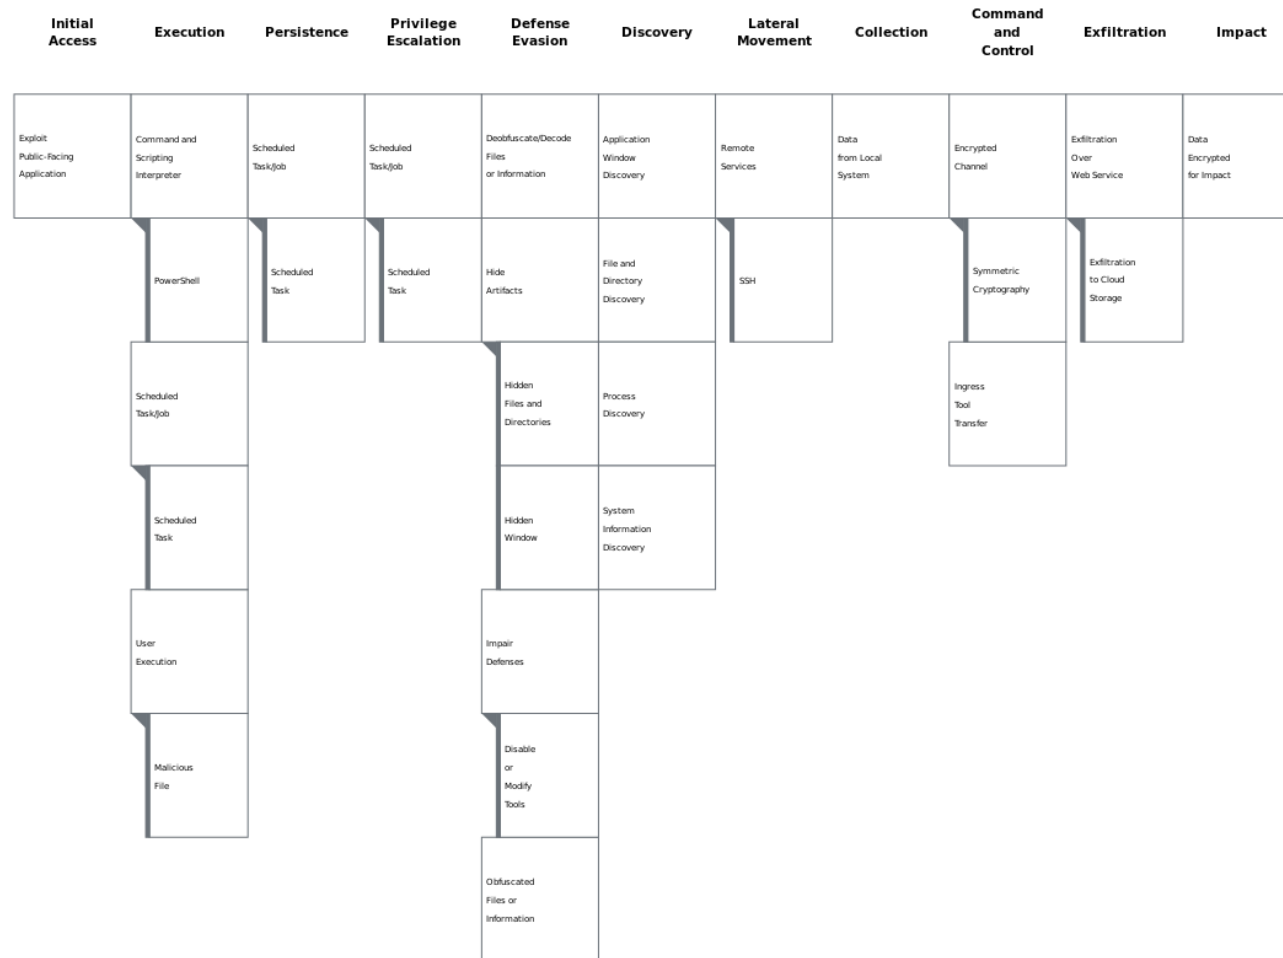 Initial
Access
Execution
Persistence
Privilege
Escalation
Defense
Evasion
Discovery
Lateral
Movement
Collection
Command
and
Control
Exfiltration
Impact
Exploit
Public-Facing
Application
Command and
Scripting
Interpreter
Scheduled
Task/Job
Scheduled
Task/Job
Deobfuscate/Decode
Files
or Information
Application
Window
Discovery
Remote
Services
Data
from Local
System
Encrypted
Channel
Exfiltration
Over
Web Service
Data
Encrypted
for Impact
PowerShell
Scheduled
Task
Scheduled
Task
Hide
Artifacts
File and
Directory
Discovery
SSH
Symmetric
Cryptography
Exfiltration
to Cloud
Storage
Scheduled
Task/Job
Hidden
Files and
Directories
Process
Discovery
Ingress
Tool
Transfer
Scheduled
Task
Hidden
Window
System
Information
Discovery
User
Execution
Impair
Defenses
Malicious
File
Disable
or
Modify
Tools
Obfuscated
Files or
Information